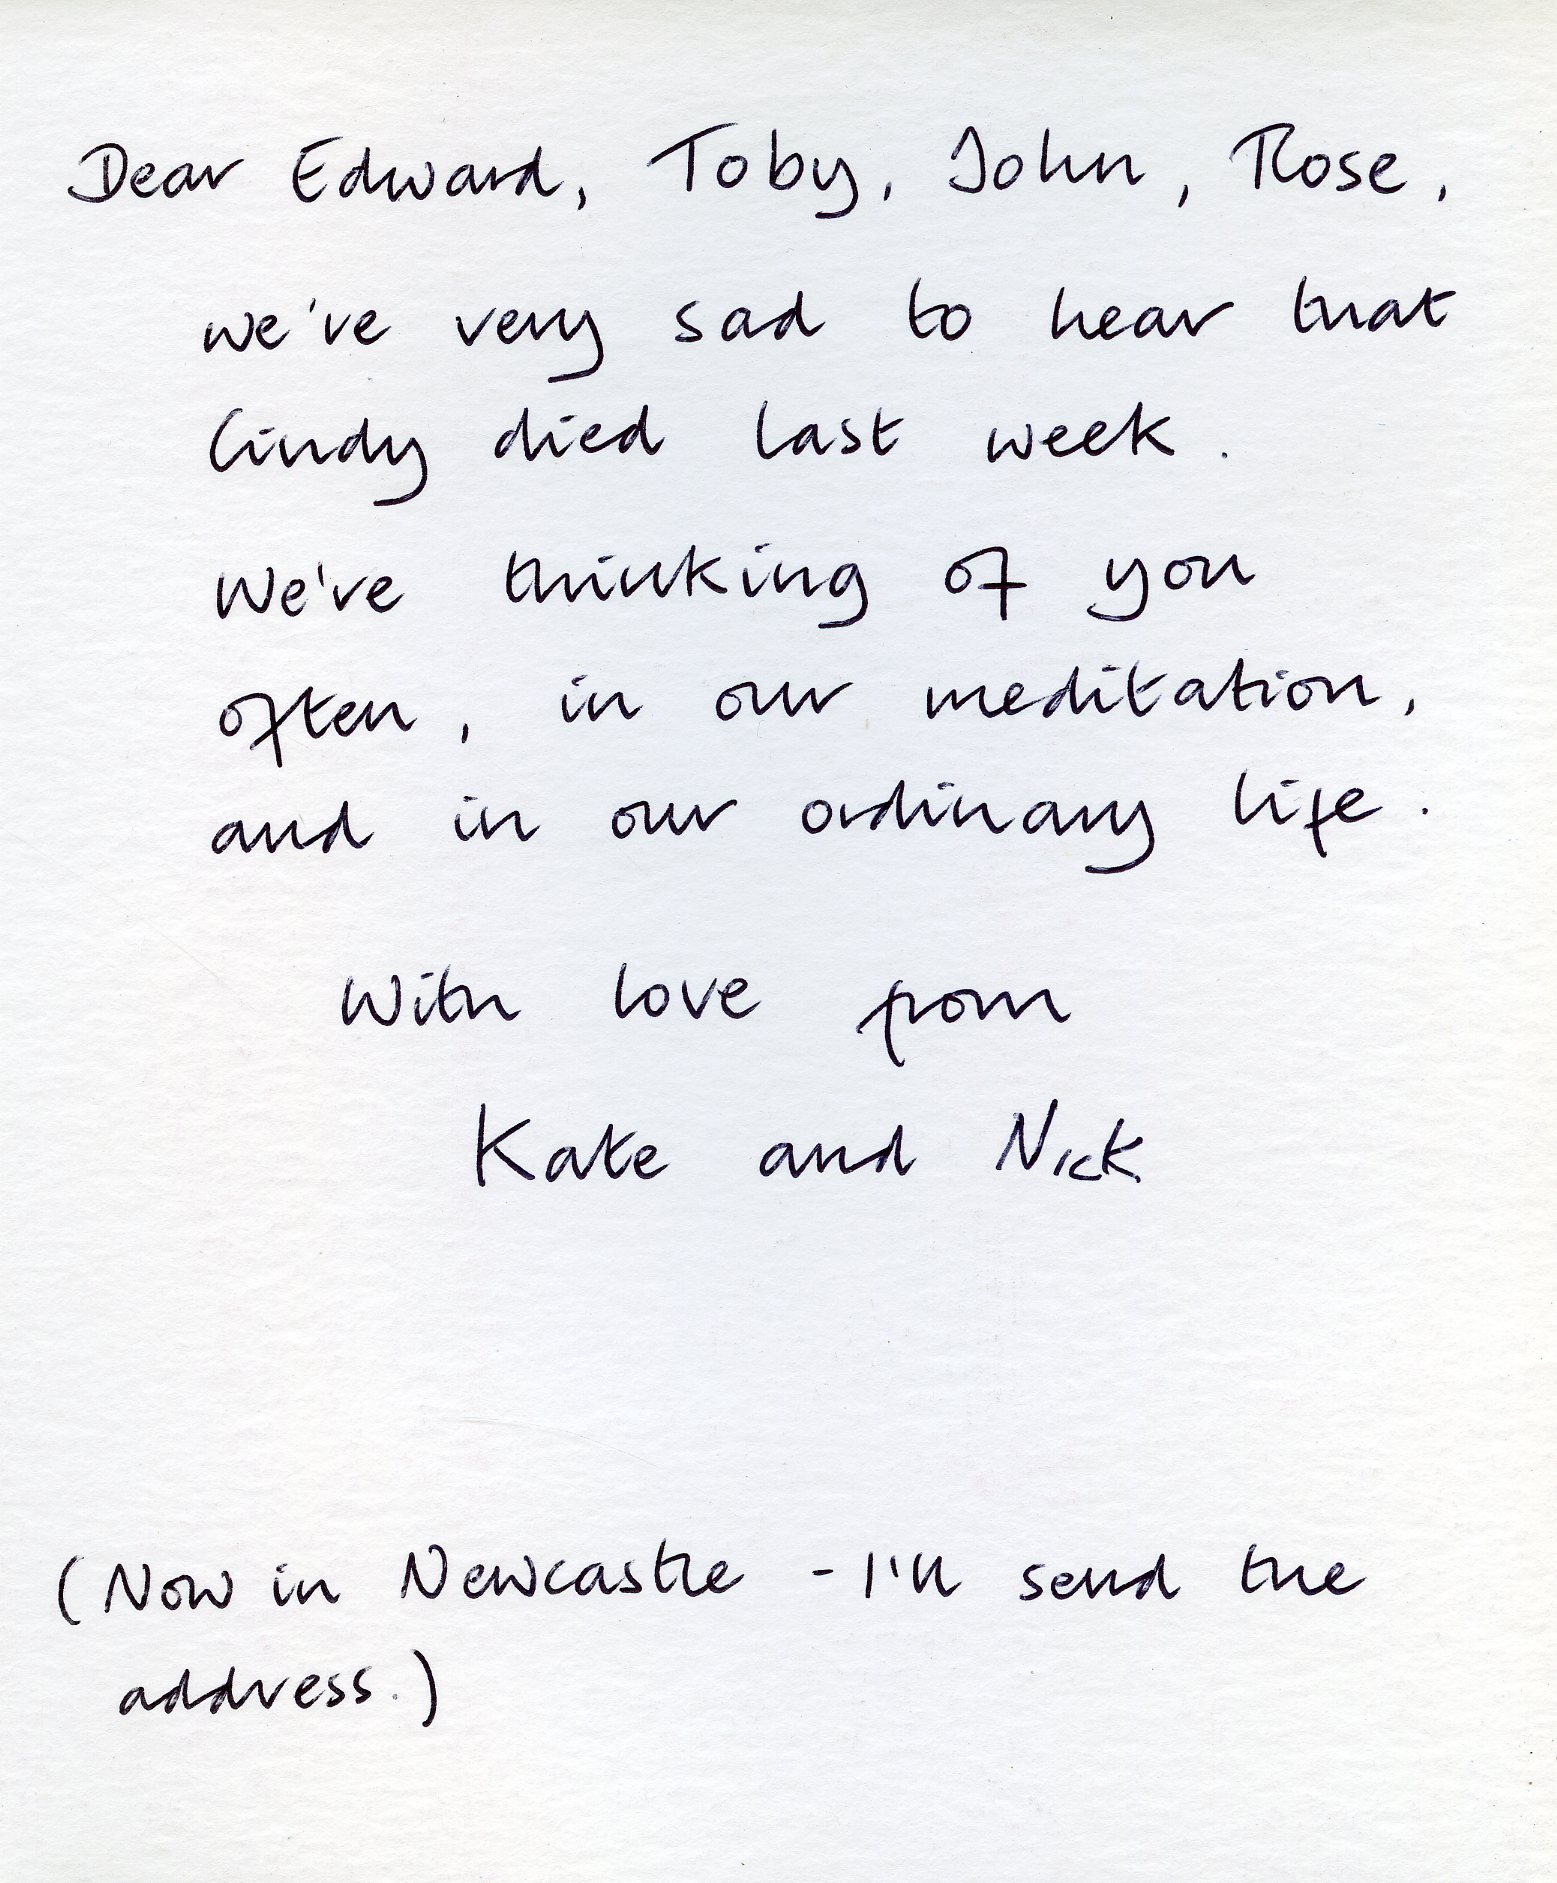 Dear Edward, Toby, John, Rose,
we're very sad to hear that
Cindy died last week.
We're thinking of you
often, in our meditation,
and in our ordinary life.
With love from
Kate and Nick
(Now in Newcastle - I'll send the
address.)